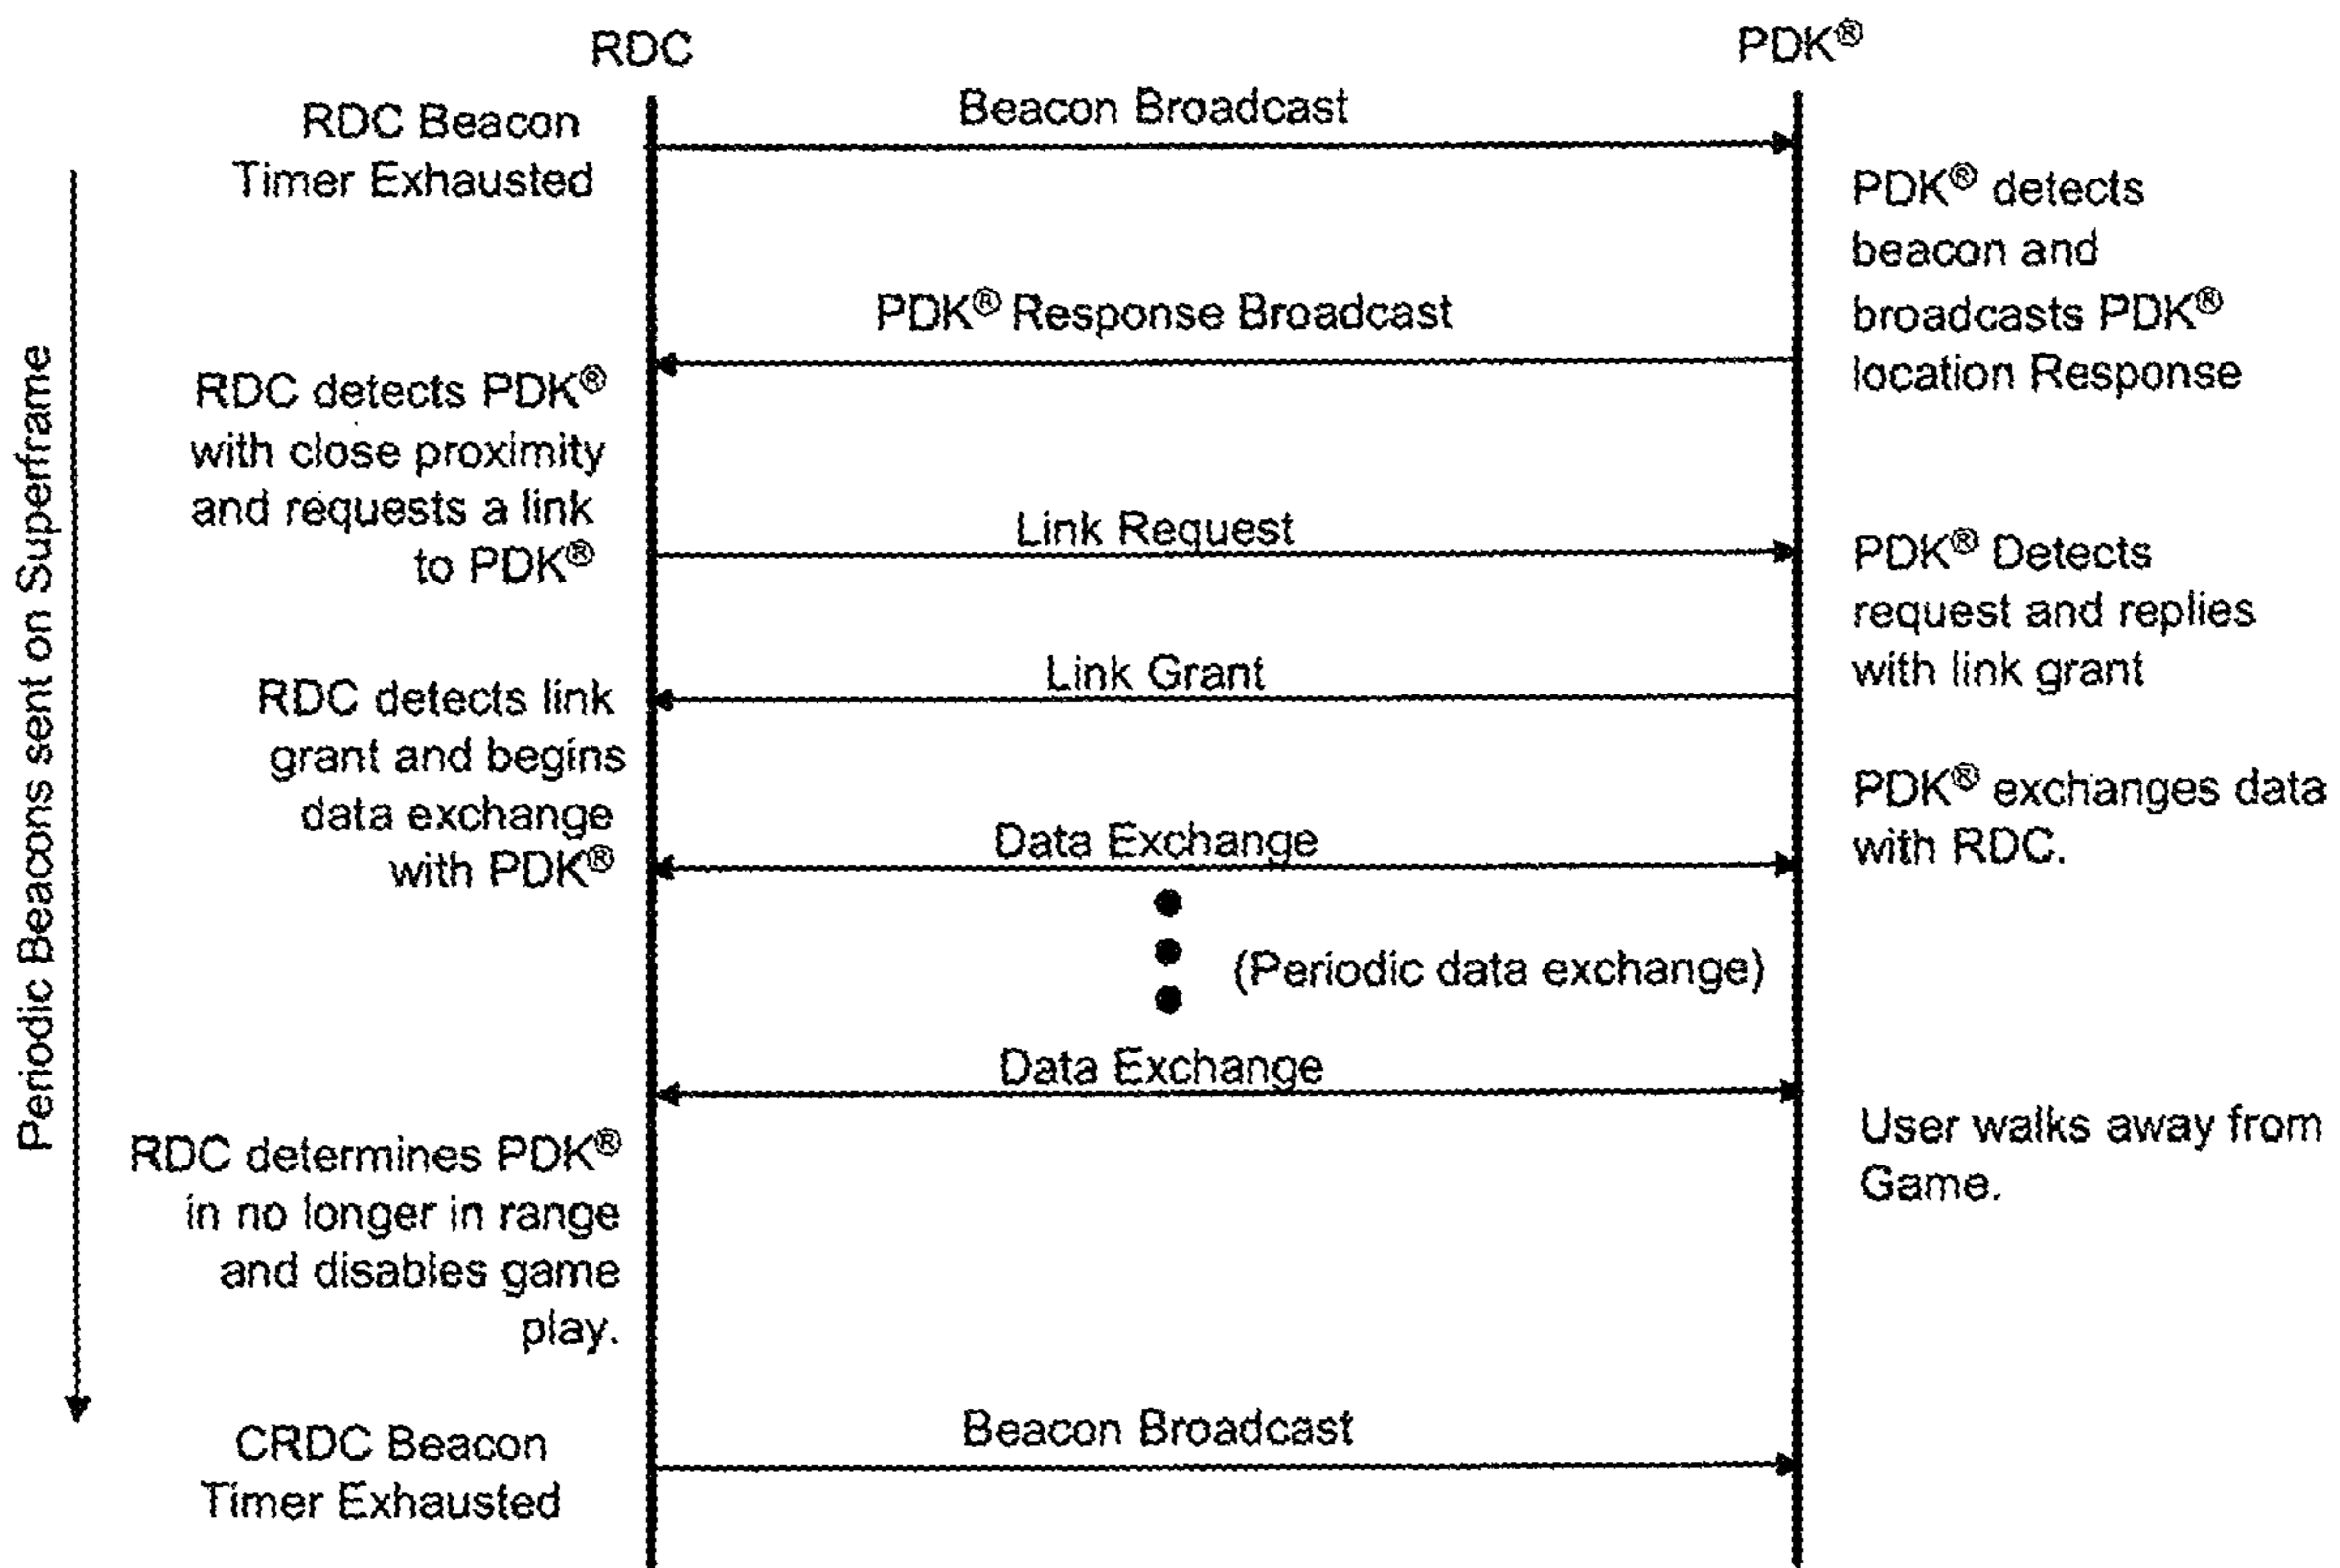 RDC
PDK®
RDC Beacon
Timer Exhausted
Beacon Broadcast
PDK® detects
beacon and
broadcasts PDK®
location Response
PDK® Response Broadcast
Periodic Beacons sent on Superframe
RDC detects PDK®
with close proximity
and requests a link
to PDK®
Link Request
PDK® Detects
request and replies
with link grant
Link Grant
RDC detects link
grant and begins
data exchange
with PDK®
PDK® exchanges data
with RDC.
Data Exchange
(Periodic data exchange)
Data Exchange
User walks away from
Game.
RDC determines PDK®
in no longer in range
and disables game
play.
CRDC Beacon
Timer Exhausted
Beacon Broadcast